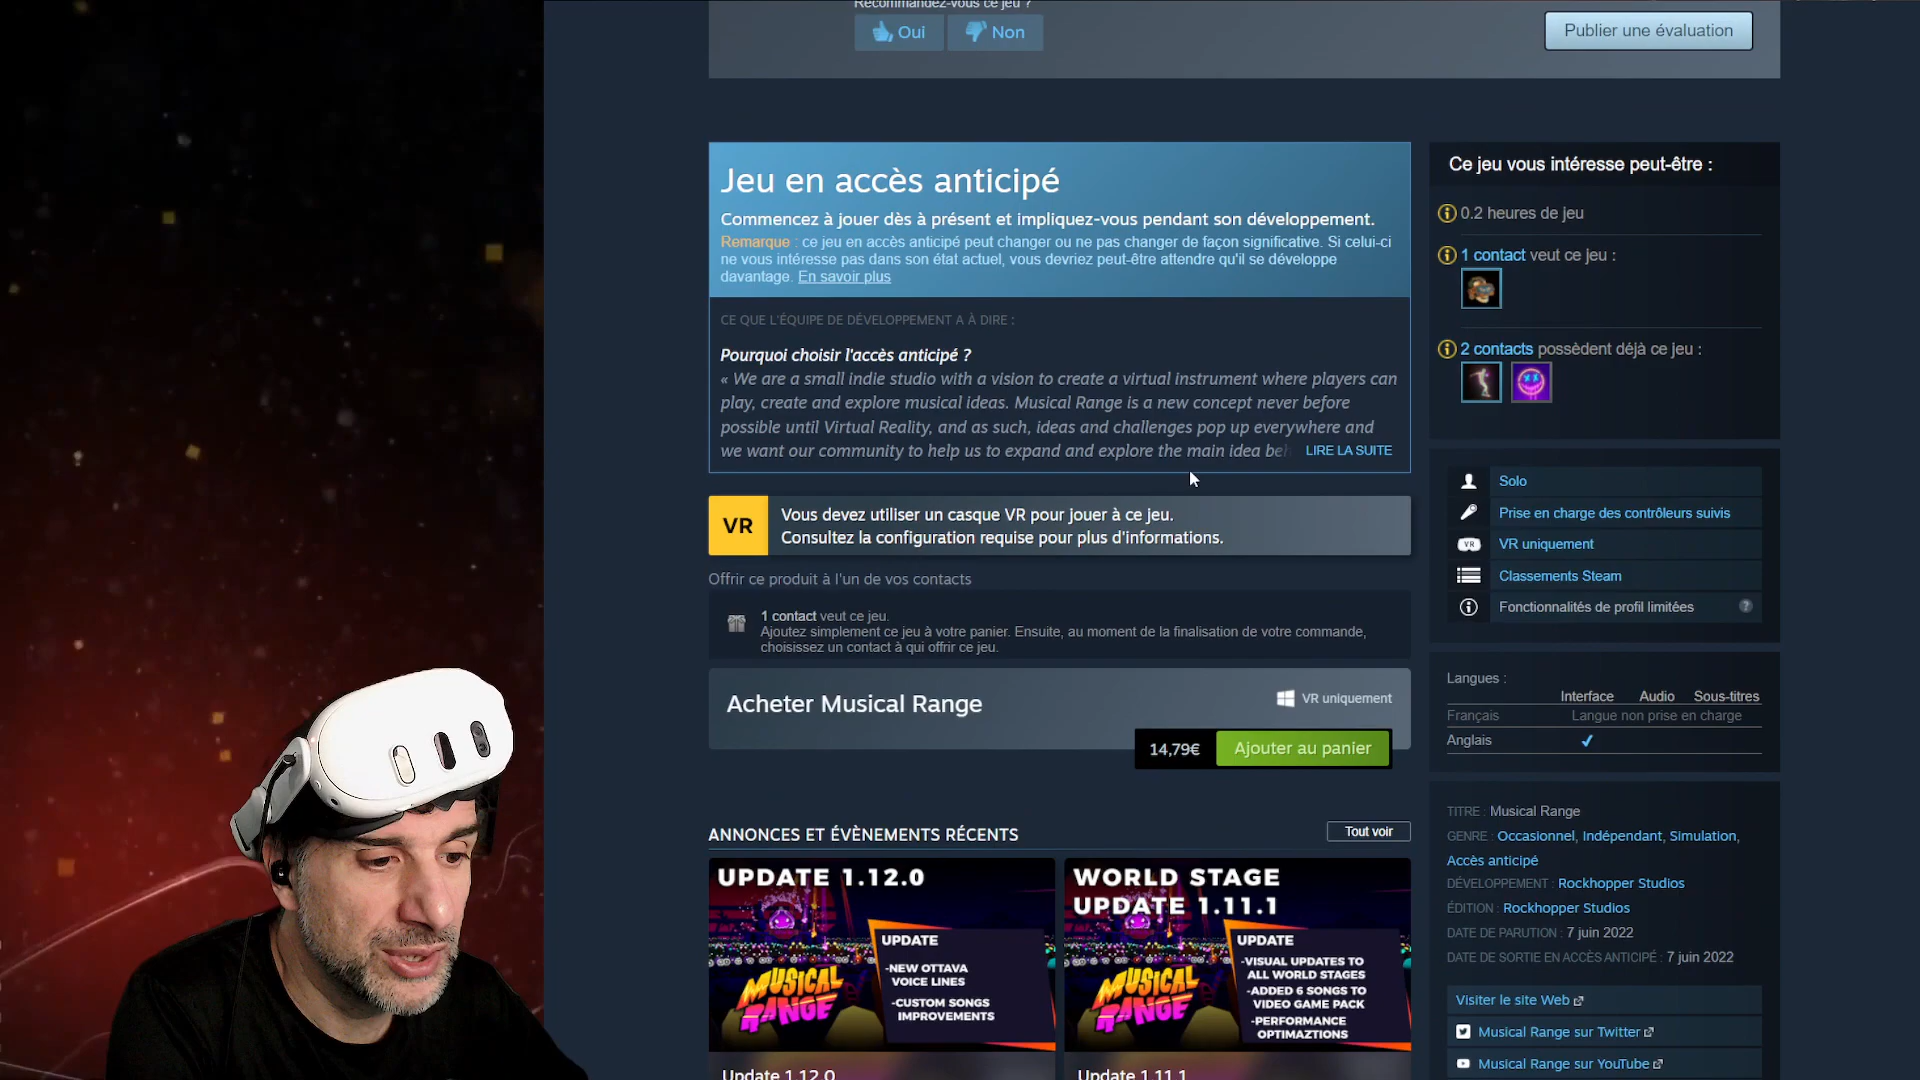 Recommandez-vous ce jeu ?
Oui
Non
Publier une évaluation
Jeu en accès anticipé
Commencez à jouer dès à présent et impliquez-vous pendant son développement.
Remarque : ce jeu en accès anticipé peut changer ou ne pas changer de façon significative. Si celui-ci
ne vous intéresse pas dans son état actuel, vous devriez peut-être attendre qu'il se développe
davantage. En savoir plus
CE QUE L'ÉQUIPE DE DÉVELOPPEMENT A À DIRE :
Pourquoi choisir l'accès anticipé ?
« We are a small indie studio with a vision to create a virtual instrument where players can
play, create and explore musical ideas. Musical Range is a new concept never before
possible until Virtual Reality, and as such, ideas and challenges pop up everywhere and
we want our community to help us to expand and explore the main idea beh
LIRE LA SUITE
VR
Vous devez utiliser un casque VR pour jouer à ce jeu.
Consultez la configuration requise pour plus d'informations.
Offrir ce produit à l'un de vos contacts
1 contact veut ce jeu.
Ajoutez simplement ce jeu à votre panier. Ensuite, au moment de la finalisation de votre commande,
choisissez un contact à qui offrir ce jeu.
Acheter Musical Range
VR uniquement
14,79€
Ajouter au panier
ANNONCES ET ÉVÈNEMENTS RÉCENTS
Tout voir
UPDATE 1.12.0
UPDATE
-NEW OTTAVA
VOICE LINES
-CUSTOM SONGS
IMPROVEMENTS
MUSICAL
RANGE
Update 1.12.0
WORLD STAGE
UPDATE 1.11.1
UPDATE
-VISUAL UPDATES TO
ALL WORLD STAGES
-ADDED 6 SONGS TO
VIDEO GAME PACK
-PERFORMANCE
OPTIMAZTIONS
MUSICAL
RANGE
Update 1.11.1
Ce jeu vous intéresse peut-être :
0.2 heures de jeu
1 contact veut ce jeu :
2 contacts possèdent déjà ce jeu :
Solo
Prise en charge des contrôleurs suivis
VR
VR uniquement
Classements Steam
Fonctionnalités de profil limitées
?
Langues :
Interface Audio Sous-titres
Français Langue non prise en charge
Anglais ✔
TITRE : Musical Range
GENRE : Occasionnel, Indépendant, Simulation,
Accès anticipé
DÉVELOPPEMENT : Rockhopper Studios
ÉDITION : Rockhopper Studios
DATE DE PARUTION : 7 juin 2022
DATE DE SORTIE EN ACCÈS ANTICIPÉ : 7 juin 2022
Visiter le site Web
Musical Range sur Twitter
Musical Range sur YouTube